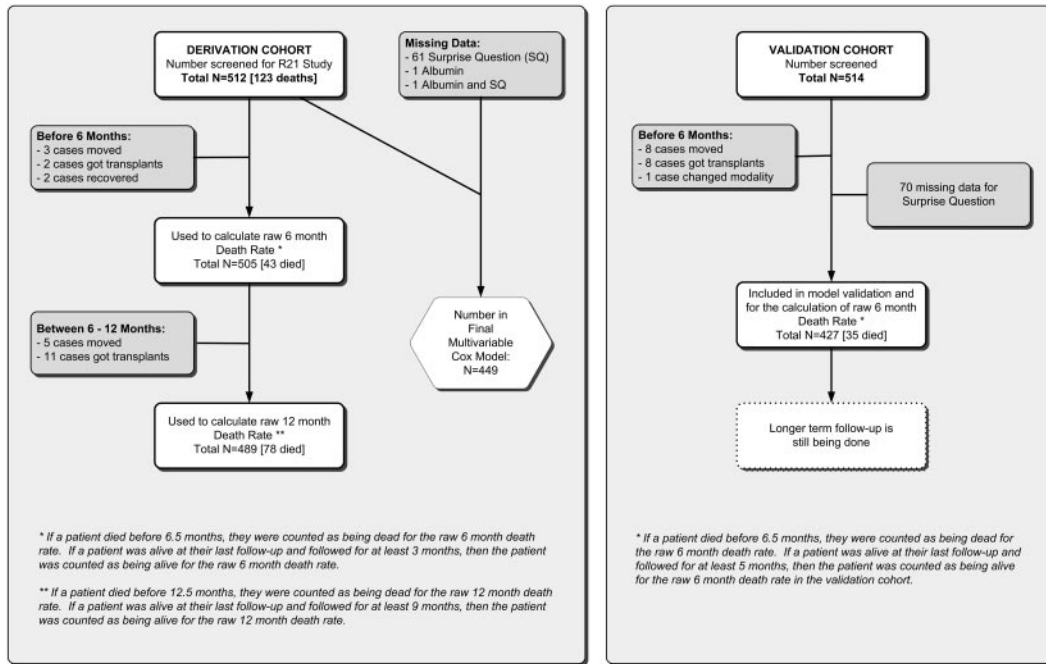 DERIVATION COHORT
Number screened for R21 Study
Total N=512 [123 deaths]
Missing Data:
- 61 Surprise Question (SQ)
- 1 Albumin
- 1 Albumin and SQ
Before 6 Months:
- 3 cases moved
- 2 cases got transplants
- 2 cases recovered
Used to calculate raw 6 month
Death Rate *
Total N=505 [43 died]
Between 6 - 12 Months:
- 5 cases moved
- 11 cases got transplants
Number in
Final
Multivariable
Cox Model:
N=449
Used to calculate raw 12 month
Death Rate **
Total N=489 [78 died]
* If a patient died before 6.5 months, they were counted as being dead for the raw 6 month death
rate. If a patient was alive at their last follow-up and followed for at least 3 months, then the patient
was counted as being alive for the raw 6 month death rate.
** If a patient died before 12.5 months, they were counted as being dead for the raw 12 month death
rate. If a patient was alive at their last follow-up and followed for at least 9 months, then the patient
was counted as being alive for the raw 12 month death rate.
VALIDATION COHORT
Number screened
Total N=514
Before 6 Months:
- 8 cases moved
- 8 cases got transplants
- 1 case changed modality
70 missing data for
Surprise Question
Included in model validation and
for the calculation of raw 6 month
Death Rate *
Total N=427 [35 died]
Longer term follow-up is
still being done
* If a patient died before 6.5 months, they were counted as being dead for
the raw 6 month death rate. If a patient was alive at their last follow-up and
followed for at least 5 months, then the patient was counted as being alive
for the raw 6 month death rate in the validation cohort.